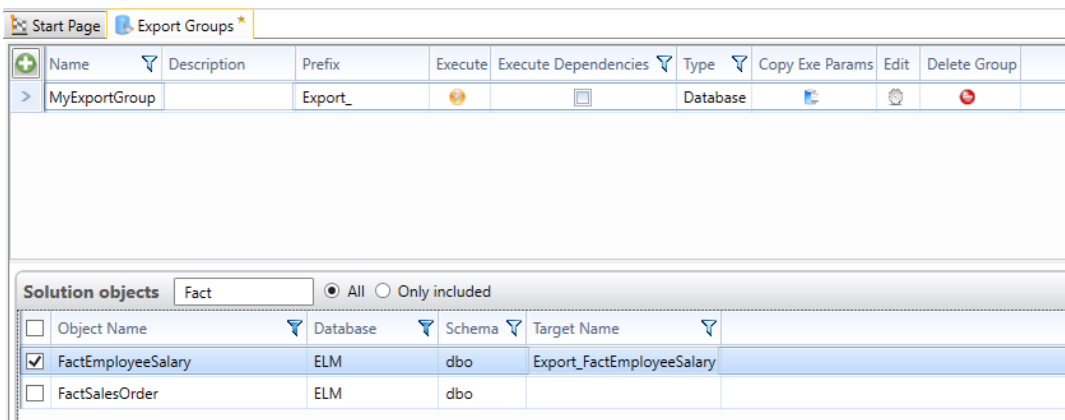 Start Page Export Groups*
Name Description Prefix Execute Execute Dependencies Type Copy Exe Params Edit Delete Group
> MyExportGroup Export_ Database
Solution objects Fact All Only included
Object Name Database Schema Target Name
FactEmployeeSalary ELM dbo Export_FactEmployeeSalary
FactSalesOrder ELM dbo